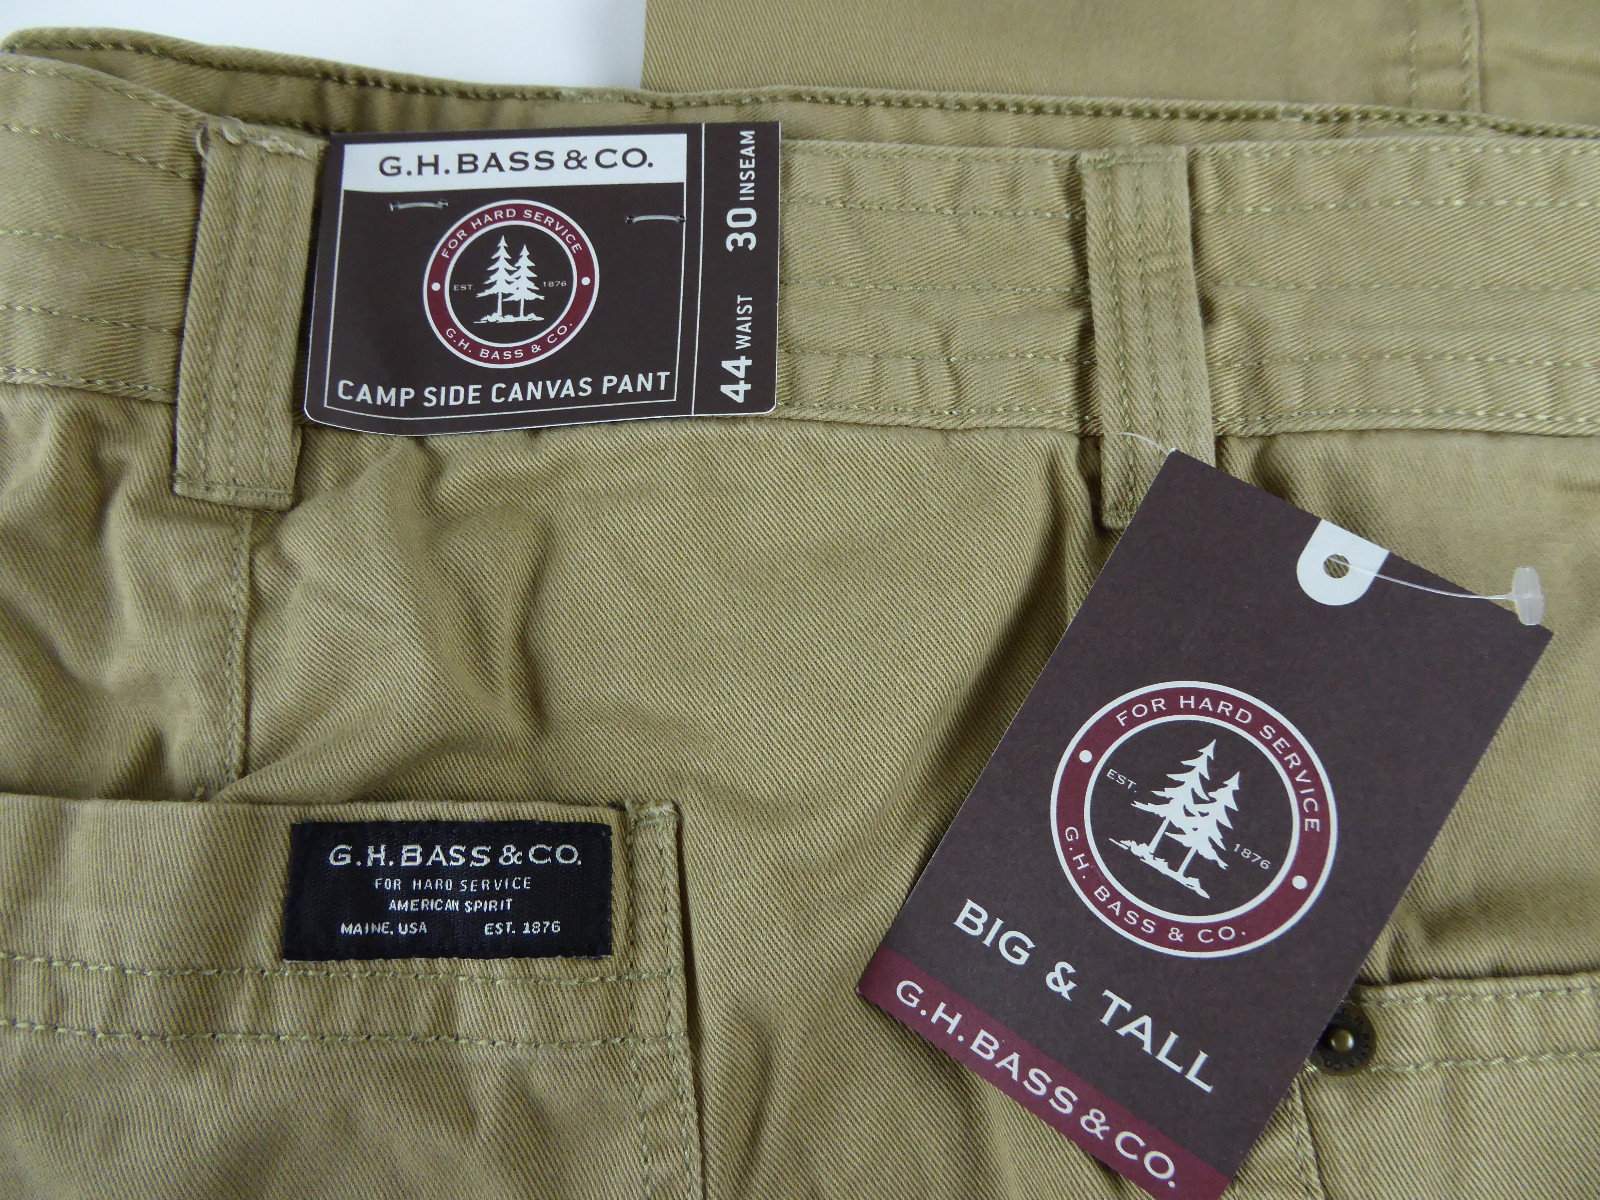 G.H.BASS & CO.
FOR HARD SERVICE
EST. 1876
G.H. BASS & CO.
CAMP SIDE CANVAS PANT
44 WAIST 30 INSEAM
G.H.BASS & CO.
FOR HARD SERVICE
AMERICAN SPIRIT
MAINE, USA EST. 1876
FOR HARD SERVICE
EST. 1876
G.H. BASS & CO.
BIG & TALL
G.H.BASS & CO.